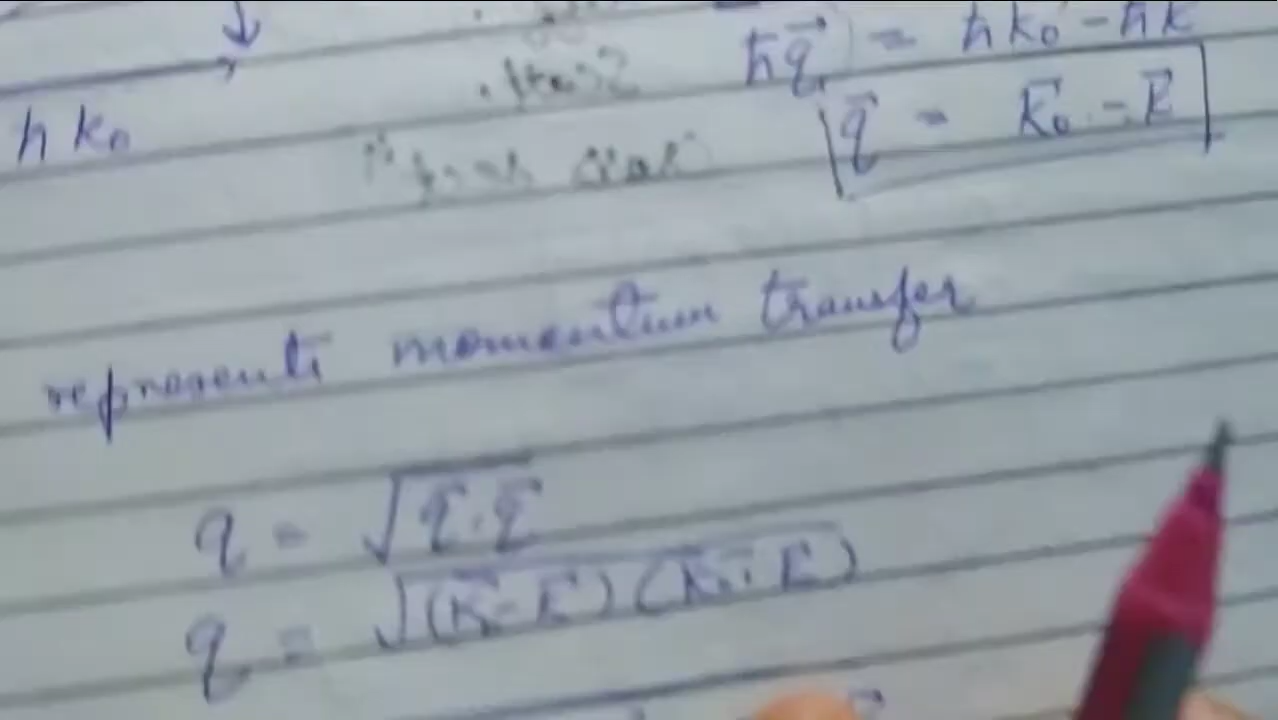 ħq⃗ = ħk₀ - ħk
ħk₀
q⃗ = k⃗₀ - k⃗
represents momentum transfer
q = √(q⃗.q⃗)
q = √((k⃗₀-k⃗)(k⃗₀-k⃗))